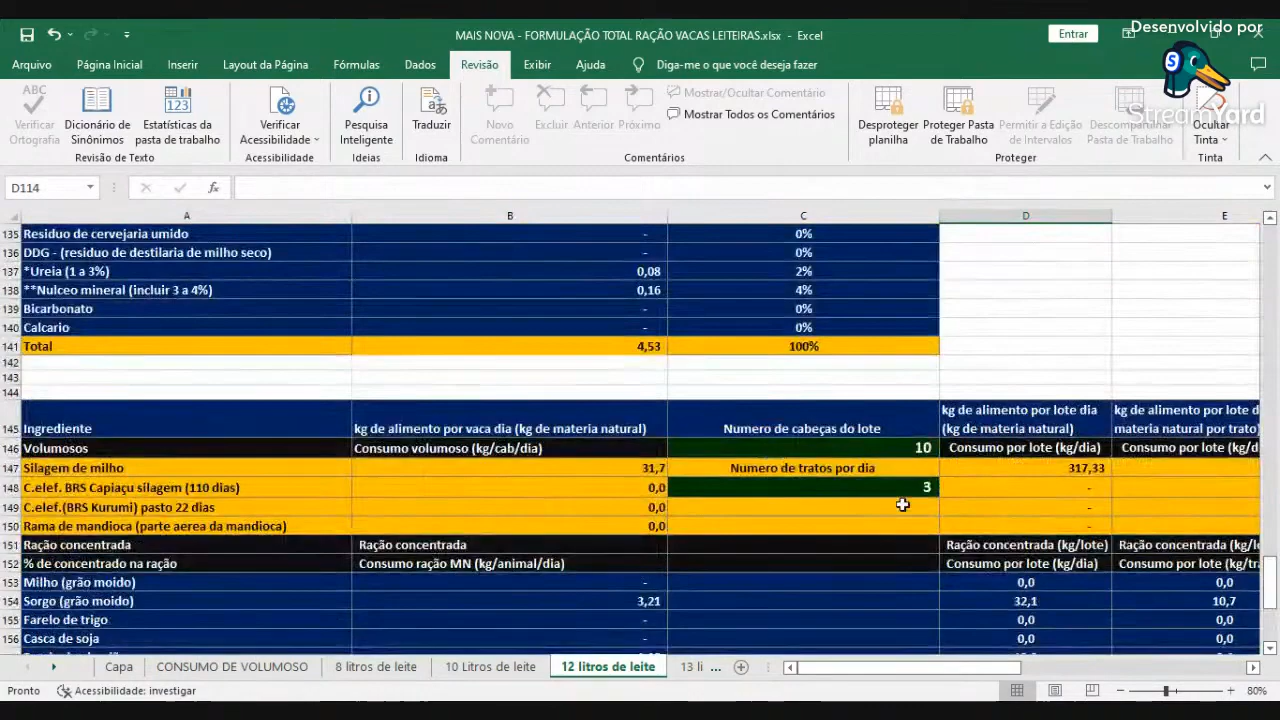 Desenvolvido por
StreamYard
MAIS NOVA - FORMULAÇÃO TOTAL RAÇÃO VACAS LEITEIRAS.xlsx - Excel
Entrar
Arquivo Página Inicial Inserir Layout da Página Fórmulas Dados Revisão Exibir Ajuda Diga-me o que você deseja fazer
ABC
Verificar Ortografia
Dicionário de Sinônimos
123
Estatísticas da pasta de trabalho
Revisão de Texto
Verificar Acessibilidade
Acessibilidade
Pesquisa Inteligente
Ideias
Traduzir
Idioma
Novo Comentário
Excluir
Anterior
Próximo
Mostrar/Ocultar Comentário
Mostrar Todos os Comentários
Comentários
Desproteger planilha
Proteger Pasta de Trabalho
Permitir a Edição de Intervalos
Descompartilhar Pasta de Trabalho
Proteger
Ocultar Tinta
Tinta
D114 fx
A B C D E
135 Residuo de cervejaria umido - 0%
136 DDG - (residuo de destilaria de milho seco) - 0%
137 *Ureia (1 a 3%) 0,08 2%
138 **Nulceo mineral (incluir 3 a 4%) 0,16 4%
139 Bicarbonato - 0%
140 Calcario - 0%
141 Total 4,53 100%
142
143
144
145 Ingrediente kg de alimento por vaca dia (kg de materia natural) Numero de cabeças do lote kg de alimento por lote dia (kg de materia natural) kg de alimento por lote d materia natural por trato)
146 Volumosos Consumo volumoso (kg/cab/dia) 10 Consumo por lote (kg/dia) Consumo por lote (kg/d
147 Silagem de milho 31,7 Numero de tratos por dia 317,33
148 C.elef. BRS Capiaçu silagem (110 dias) 0,0 3 -
149 C.elef.(BRS Kurumi) pasto 22 dias 0,0 -
150 Rama de mandioca (parte aerea da mandioca) 0,0 -
151 Ração concentrada Ração concentrada Ração concentrada (kg/lote) Ração concentrada (kg/l
152 % de concentrado na ração Consumo ração MN (kg/animal/dia) Consumo por lote (kg/dia) Consumo por lote (kg/tra
153 Milho (grão moido) - 0,0 0,0
154 Sorgo (grão moido) 3,21 32,1 10,7
155 Farelo de trigo - 0,0 0,0
156 Casca de soja - 0,0 0,0
Capa CONSUMO DE VOLUMOSO 8 litros de leite 10 Litros de leite 12 litros de leite 13 li ...
Pronto Acessibilidade: investigar 80%